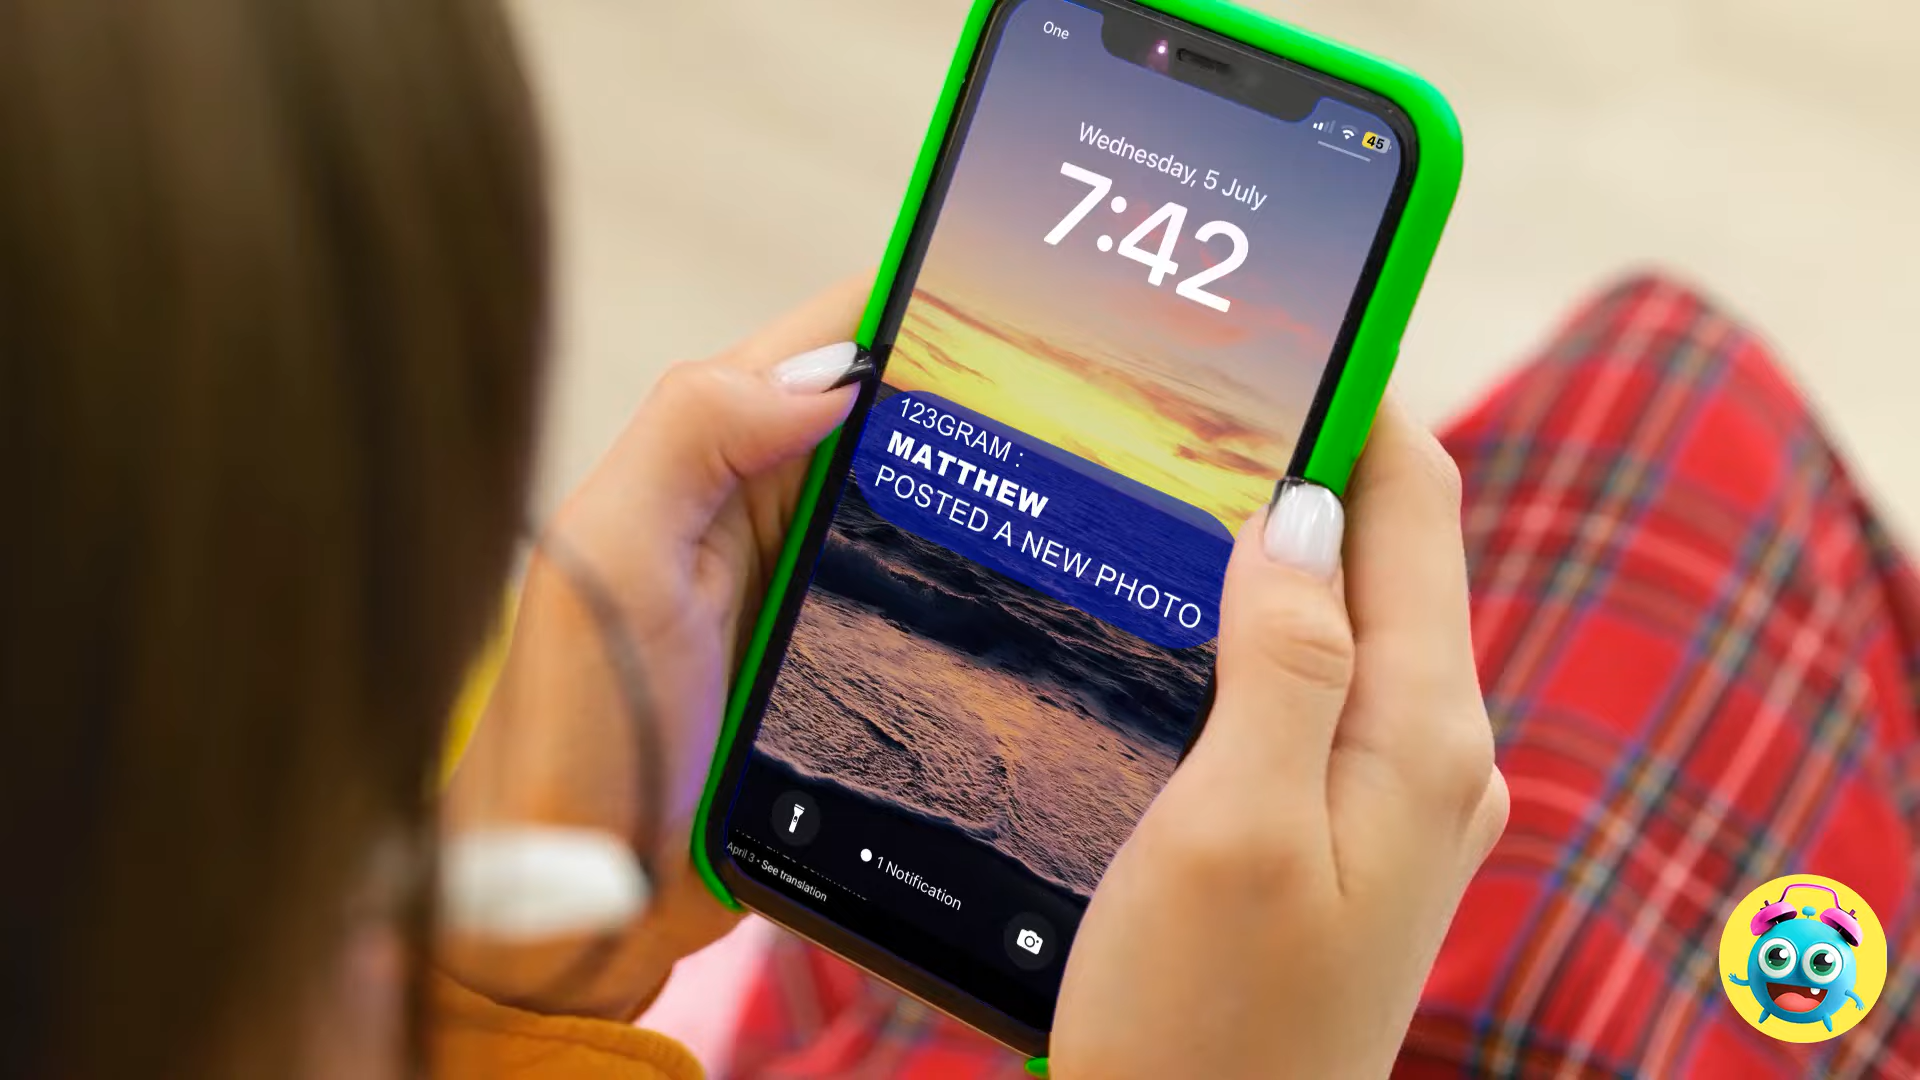 One
45
Wednesday, 5 July
7:42
123GRAM :
MATTHEW
POSTED A NEW PHOTO
1 Notification
April 3 · See translation